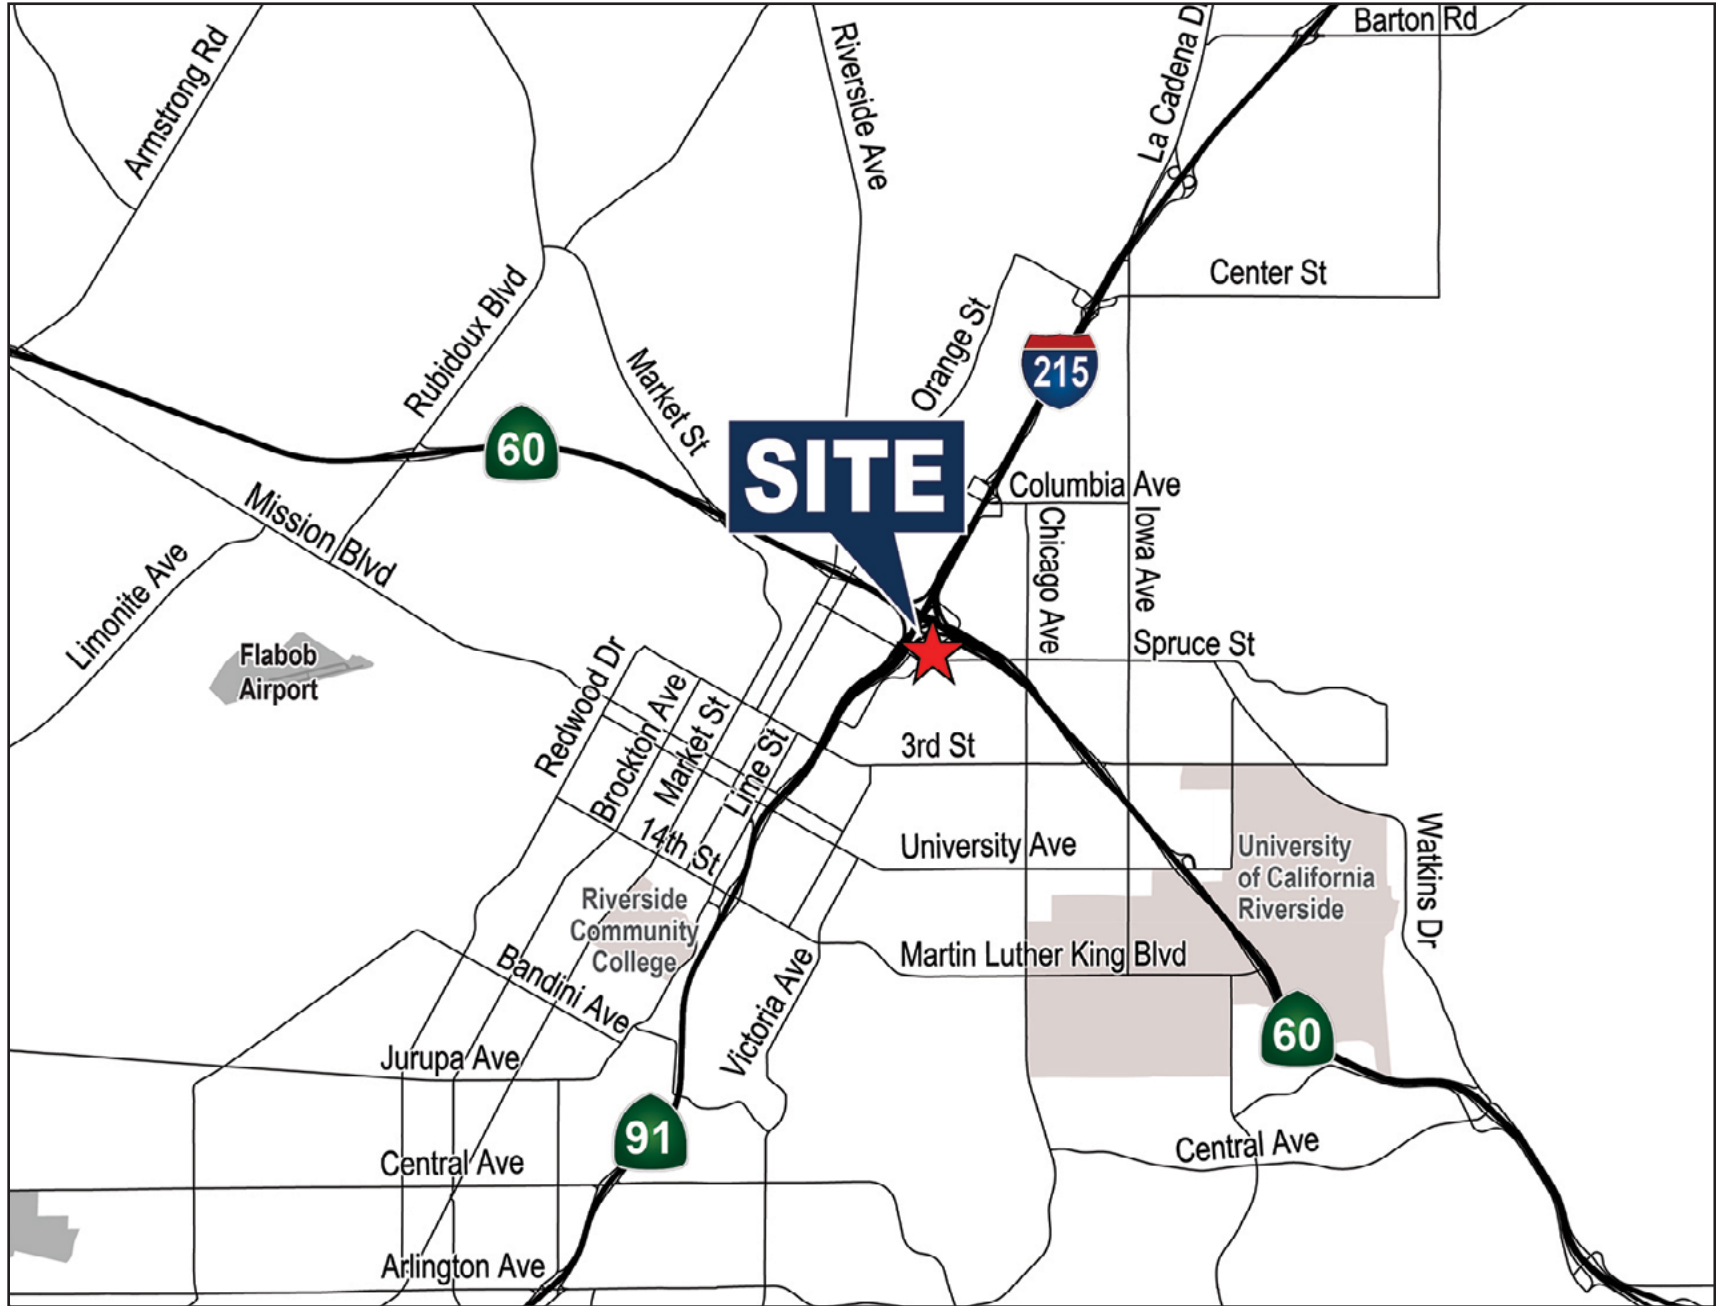 Barton Rd
La Cadena D
Armstrong Rd
Riverside Ave
Center St
Rubidoux Blvd
Orange St
215
Market St
60
SITE
Columbia Ave
Mission Blvd
Chicago Ave
Iowa Ave
Limonite Ave
Spruce St
Flabob
Airport
Redwood Dr
Brockton Ave
Market St
Lime St
3rd St
14th St
University Ave
University
of California
Riverside
Watkins Dr
Riverside
Community
College
Martin Luther King Blvd
Bandini Ave
Victoria Ave
60
Jurupa Ave
91
Central Ave
Central Ave
Arlington Ave